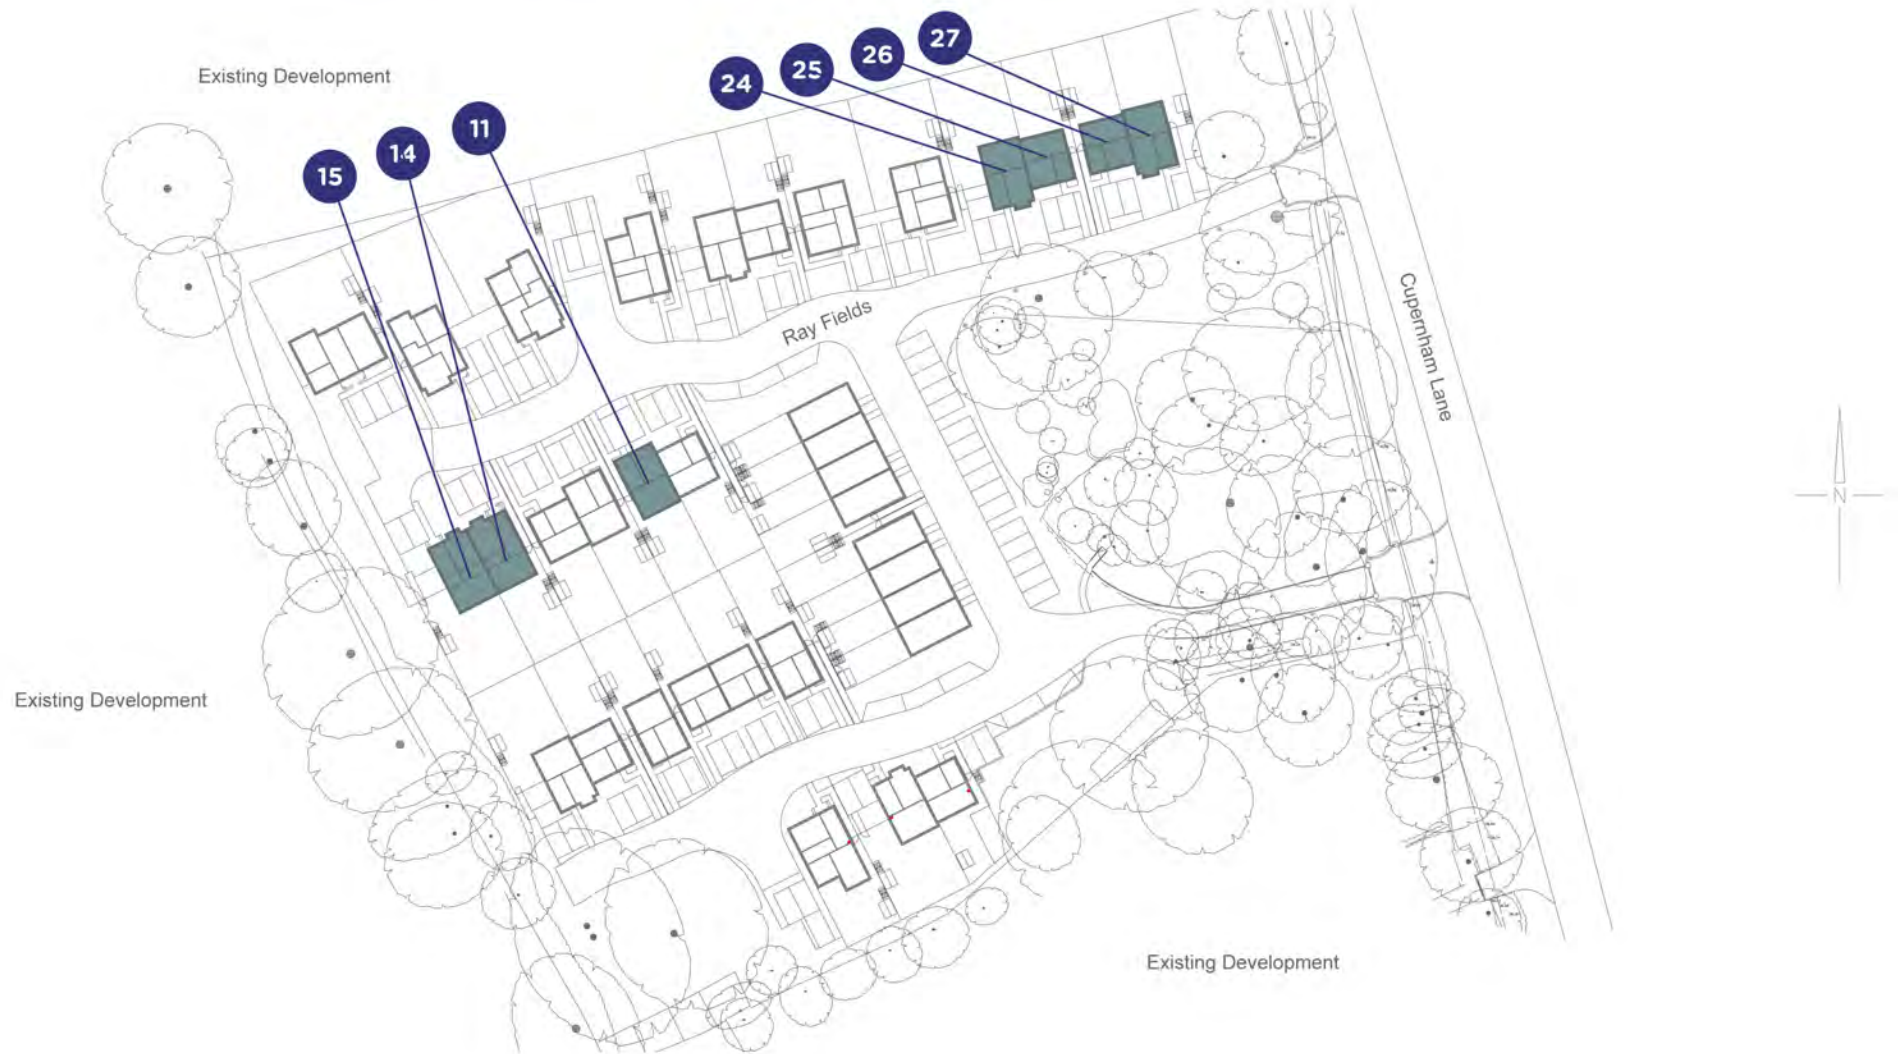 27
26
25
24
Existing Development
11
14
15
Ray Fields
Cupernham Lane
N
Existing Development
Existing Development